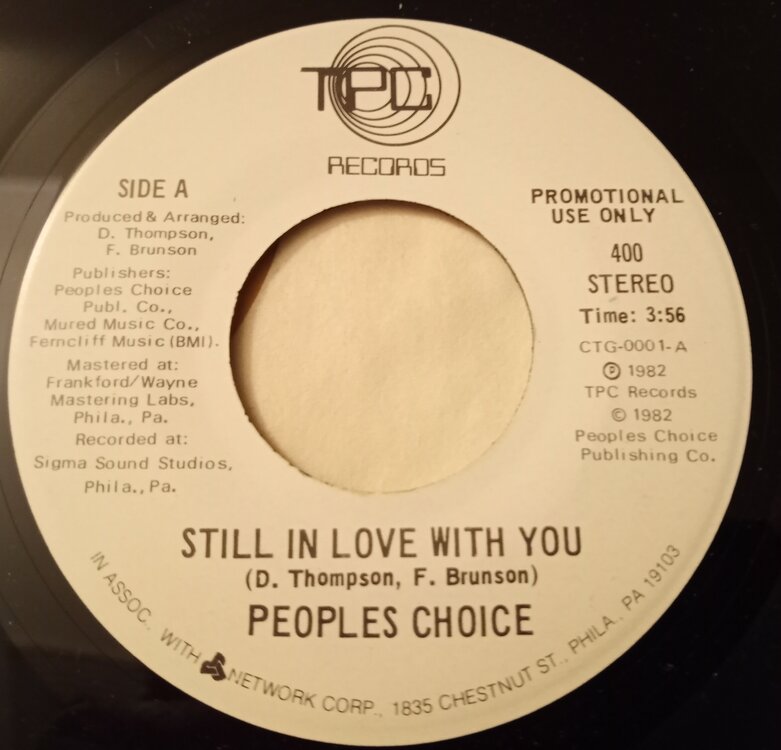 TPC
RECORDS
SIDE A
Produced & Arranged:
D. Thompson,
F. Brunson
Publishers:
Peoples Choice
Publ. Co.,
Mured Music Co.,
Ferncliff Music (BMI).
Mastered at:
Frankford/Wayne
Mastering Labs,
Phila., Pa.
Recorded at:
Sigma Sound Studios,
Phila., Pa.
PROMOTIONAL
USE ONLY
400
STEREO
Time: 3:56
CTG-0001-A
℗ 1982
TPC Records
© 1982
Peoples Choice
Publishing Co.
STILL IN LOVE WITH YOU
(D. Thompson, F. Brunson)
PEOPLES CHOICE
IN ASSOC. WITH NETWORK CORP., 1835 CHESTNUT ST., PHILA., PA 19103